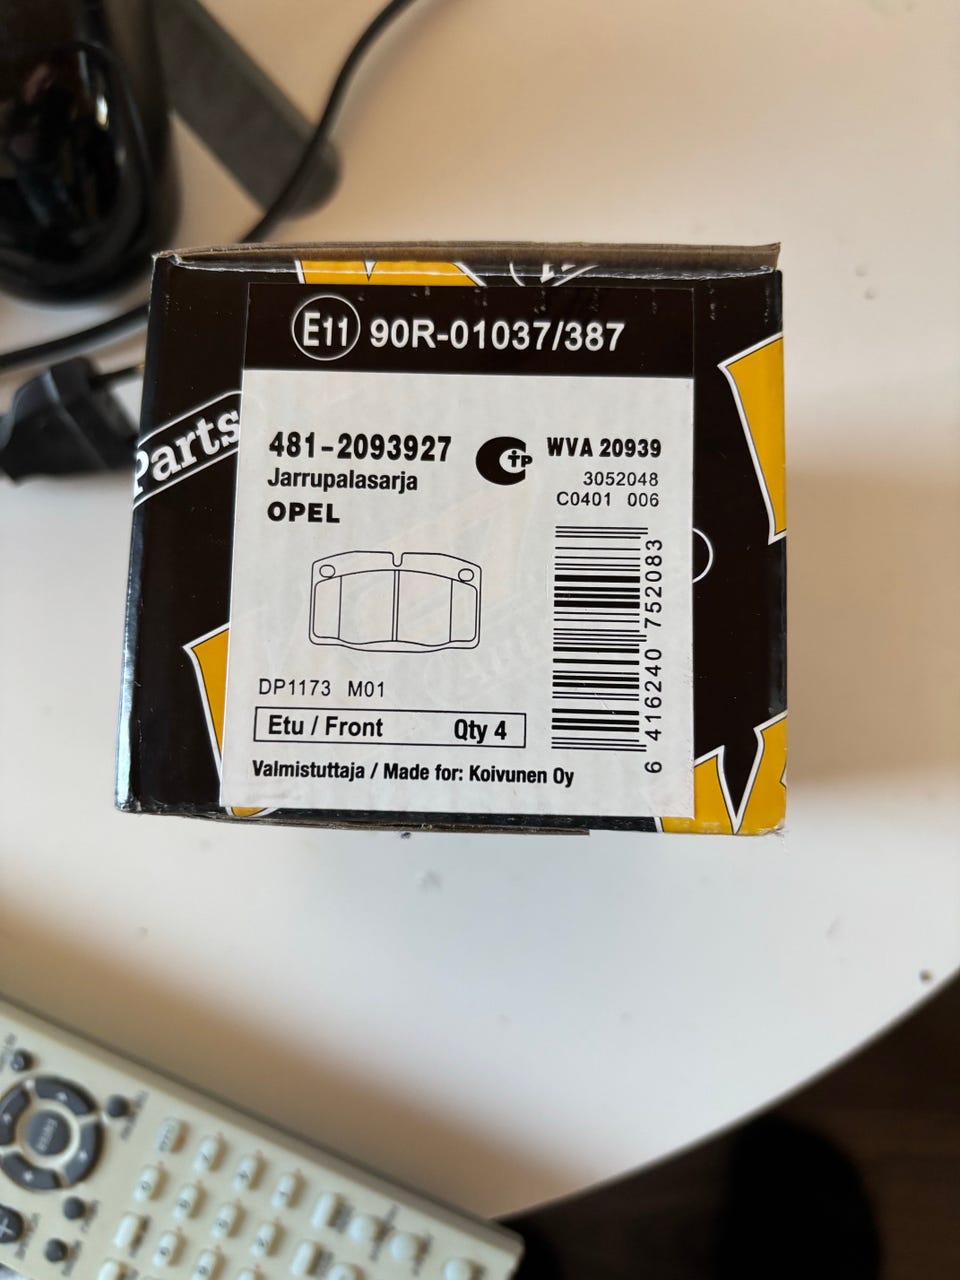 E11 90R-01037/387
Parts
481-2093927
Jarrupalasarja
OPEL
WVA 20939
3052048
C0401 006
6 416240 752083
DP1173 M01
Etu / Front Qty 4
Valmistuttaja / Made for: Koivunen Oy